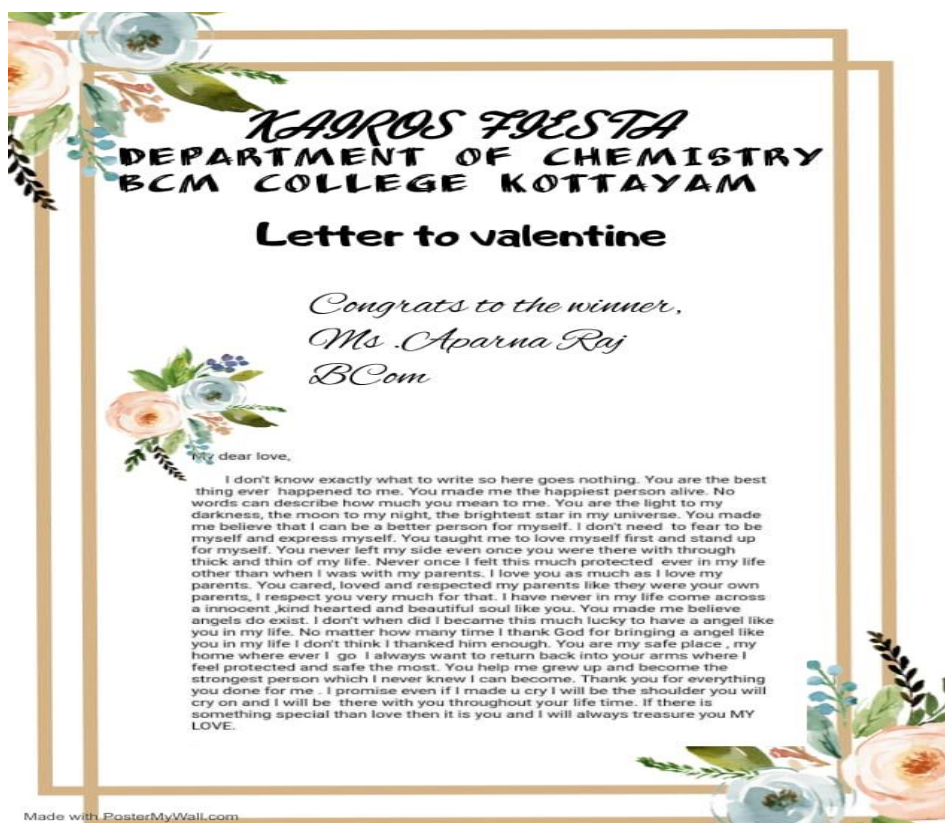 KAIROS FIESTA
DEPARTMENT OF CHEMISTRY
BCM COLLEGE KOTTAYAM
Letter to valentine
Congrats to the winner,
Ms .Aparna Raj
BCom
My dear love,
I don't know exactly what to write so here goes nothing. You are the best
thing ever happened to me. You made me the happiest person alive. No
words can describe how much you mean to me. You are the light to my
darkness, the moon to my night, the brightest star in my universe. You made
me believe that I can be a better person for myself. I don't need to fear to be
myself and express myself. You taught me to love myself first and stand up
for myself. You never left my side even once you were there with through
thick and thin of my life. Never once I felt this much protected ever in my life
other than when I was with my parents. I love you as much as I love my
parents. You cared, loved and respected my parents like they were your own
parents, I respect you very much for that. I have never in my life come across
a innocent ,kind hearted and beautiful soul like you. You made me believe
angels do exist. I don't when did I became this much lucky to have a angel like
you in my life. No matter how many time I thank God for bringing a angel like
you in my life I don't think I thanked him enough. You are my safe place , my
home where ever I go I always want to return back into your arms where I
feel protected and safe the most. You help me grew up and become the
strongest person which I never knew I can become. Thank you for everything
you done for me . I promise even if I made u cry I will be the shoulder you will
cry on and I will be there with you throughout your life time. If there is
something special than love then it is you and I will always treasure you MY
LOVE.
Made with PosterMyWall.com